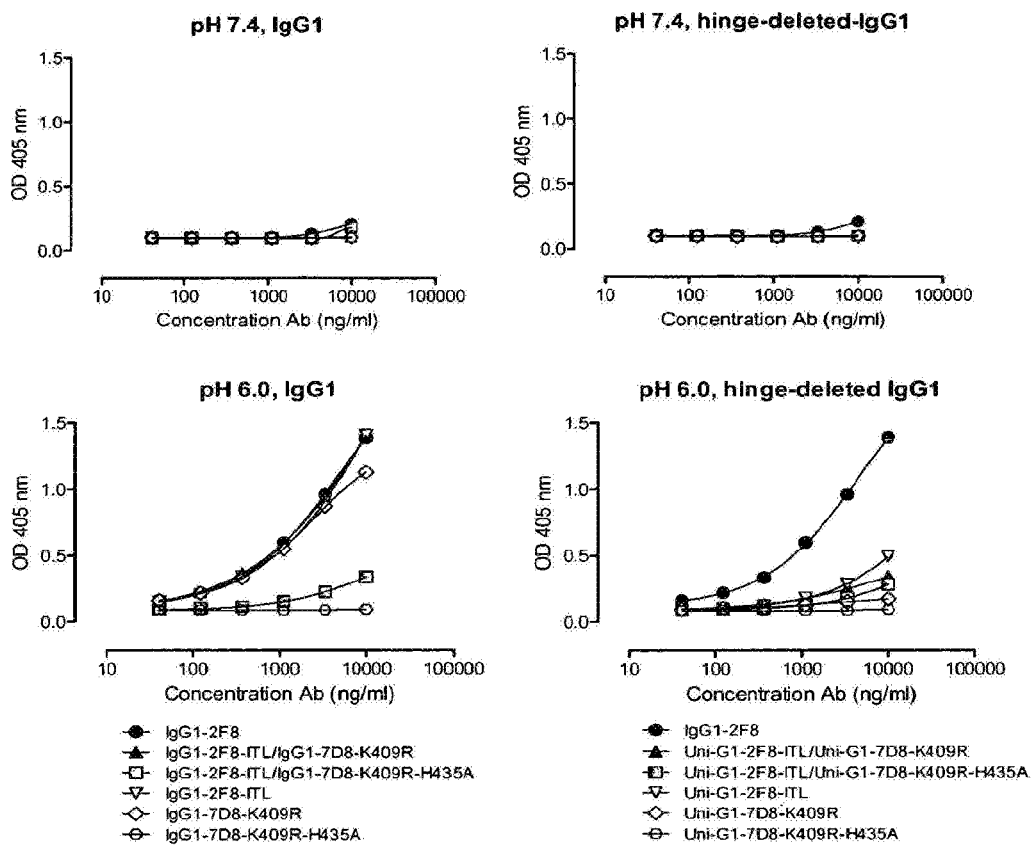 pH 7.4, IgG1
1.5
1.0
0.5
0.0
OD 405 nm
10 100 1000 10000 100000
Concentration Ab (ng/ml)
pH 7.4, hinge-deleted-IgG1
1.5
1.0
0.5
0.0
OD 405 nm
10 100 1000 10000 100000
Concentration Ab (ng/ml)
pH 6.0, IgG1
1.5
1.0
0.5
0.0
OD 405 nm
10 100 1000 10000 100000
Concentration Ab (ng/ml)
IgG1-2F8
IgG1-2F8-ITL/IgG1-7D8-K409R
IgG1-2F8-ITL/IgG1-7D8-K409R-H435A
IgG1-2F8-ITL
IgG1-7D8-K409R
IgG1-7D8-K409R-H435A
pH 6.0, hinge-deleted IgG1
1.5
1.0
0.5
0.0
OD 405 nm
10 100 1000 10000 100000
Concentration Ab (ng/ml)
IgG1-2F8
Uni-G1-2F8-ITL/Uni-G1-7D8-K409R
Uni-G1-2F8-ITL/Uni-G1-7D8-K409R-H435A
Uni-G1-2F8-ITL
Uni-G1-7D8-K409R
Uni-G1-7D8-K409R-H435A